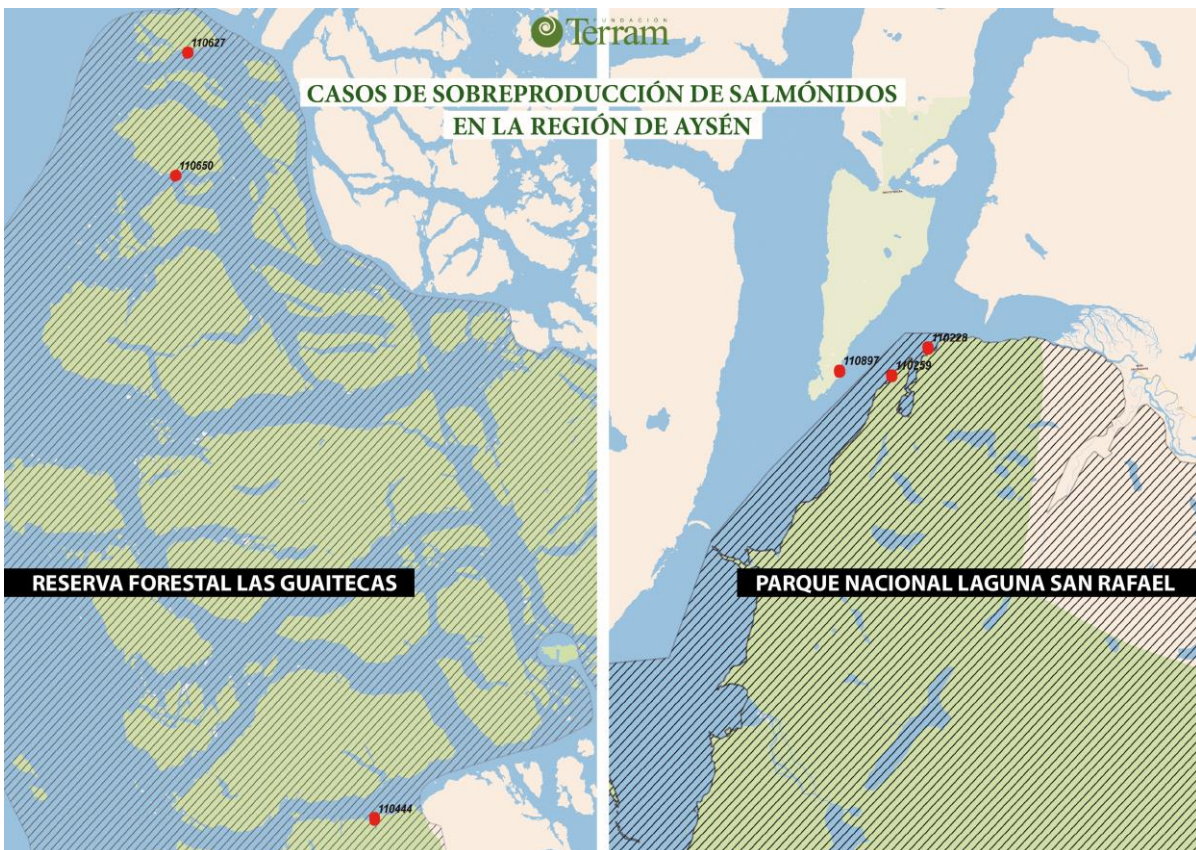 FUNDACIÓN
Terram
CASOS DE SOBREPRODUCCIÓN DE SALMÓNIDOS
EN LA REGIÓN DE AYSÉN
110627
110650
110444
RESERVA FORESTAL LAS GUAITECAS
110897
110259
110228
PARQUE NACIONAL LAGUNA SAN RAFAEL